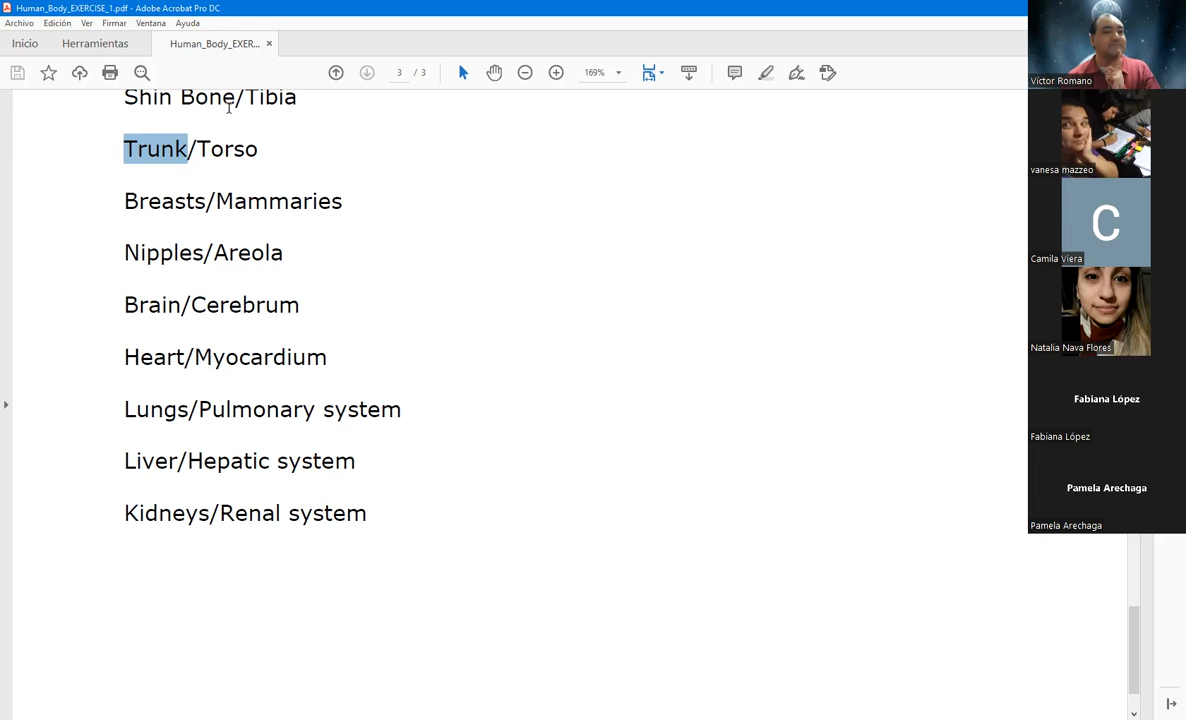 Human_Body_EXERCISE_1.pdf - Adobe Acrobat Pro DC
Archivo Edición Ver Firmar Ventana Ayuda
Inicio Herramientas Human_Body_EXER... ×
3 / 3 169%
Shin Bone/Tibia
Trunk/Torso
Breasts/Mammaries
Nipples/Areola
Brain/Cerebrum
Heart/Myocardium
Lungs/Pulmonary system
Liver/Hepatic system
Kidneys/Renal system
Víctor Romano
vanesa mazzeo
C
Camila Viera
Natalia Nava Flores
Fabiana López
Fabiana López
Pamela Arechaga
Pamela Arechaga